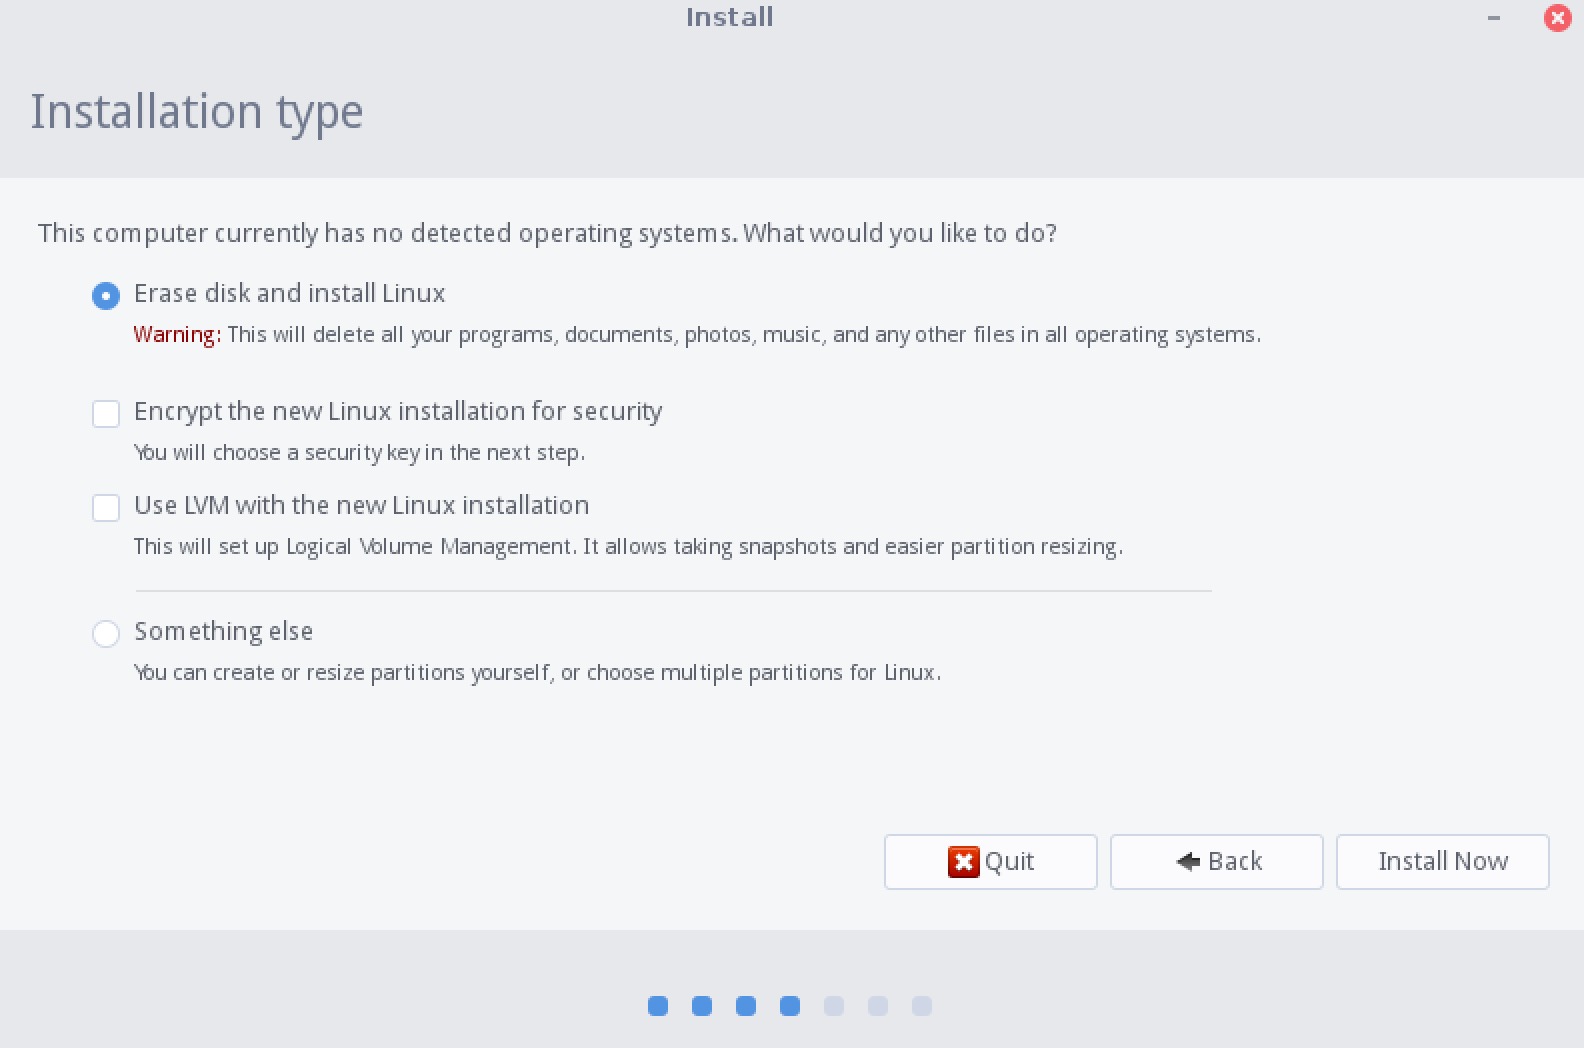 Install
Installation type
This computer currently has no detected operating systems. What would you like to do?
Erase disk and install Linux
Warning: This will delete all your programs, documents, photos, music, and any other files in all operating systems.
Encrypt the new Linux installation for security
You will choose a security key in the next step.
Use LVM with the new Linux installation
This will set up Logical Volume Management. It allows taking snapshots and easier partition resizing.
Something else
You can create or resize partitions yourself, or choose multiple partitions for Linux.
Quit
Back
Install Now